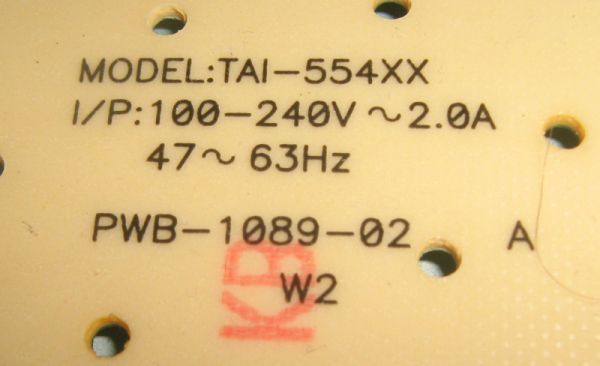 MODEL:TAI-554XX
I/P:100-240V~2.0A
47~63Hz
PWB-1089-02 A
KB
W2